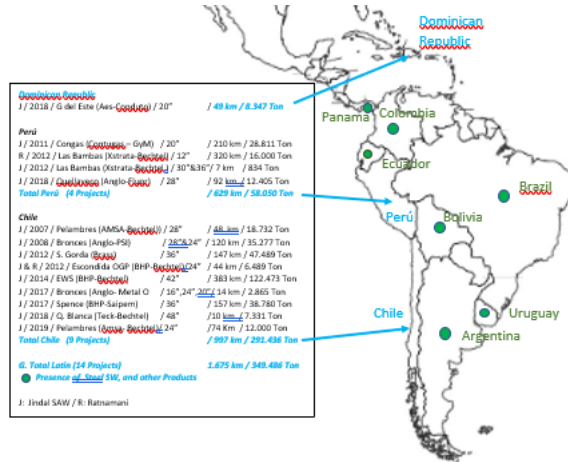 Dominican
Republic
Dominican Republic
J / 2018 / G del Este (Aes-Conduto) / 20" / 49 km / 8.347 Ton
Perú
J / 2011 / Congas (Conturas – GyM) / 20" / 210 km / 28.811 Ton
R / 2012 / Las Bambas (Xstrata-Bechtel) / 12" / 320 km / 16.000 Ton
J / 2012 / Las Bambas (Xstrata-Bechtel) / 30"&36"/ 7 km / 834 Ton
J / 2018 / Quellaveco (Anglo-Fluor) / 28" / 92 km / 12.405 Ton
Total Perú (4 Projects) / 629 km / 58.050 Ton
Chile
J / 2007 / Pelambres (AMSA-Bechtel) / 28" / 48 km / 18.732 Ton
J / 2008 / Bronces (Anglo-PSI) / 28"&24" / 120 km / 35.277 Ton
J / 2012 / S. Gorda (Brass) / 36" / 147 km / 47.489 Ton
J & R / 2012 / Escondida OGP (BHP-Bechtel)/24" / 44 km / 6.489 Ton
J / 2014 / EWS (BHP-Bechtel) / 42" / 383 km / 122.473 Ton
J / 2017 / Bronces (Anglo- Metal O / 16",24",20"/ 14 km / 2.865 Ton
J / 2017 / Spence (BHP-Saipem) / 36" / 157 km / 38.780 Ton
J / 2018 / Q. Blanca (Teck-Bechtel) / 48" /10 km / 7.331 Ton
J / 2019 / Pelambres (Amsa- Bechtel)/ 24" /74 Km / 12.000 Ton
Total Chile (9 Projects) / 997 km / 291.436 Ton
G. Total Latin (14 Projects) 1.675 km / 349.486 Ton
Presence of Steel SW, and other Products
J: Jindal SAW / R: Ratnamani
Panamá
Colombia
Ecuador
Brazil
Perú
Bolivia
Chile
Uruguay
Argentina